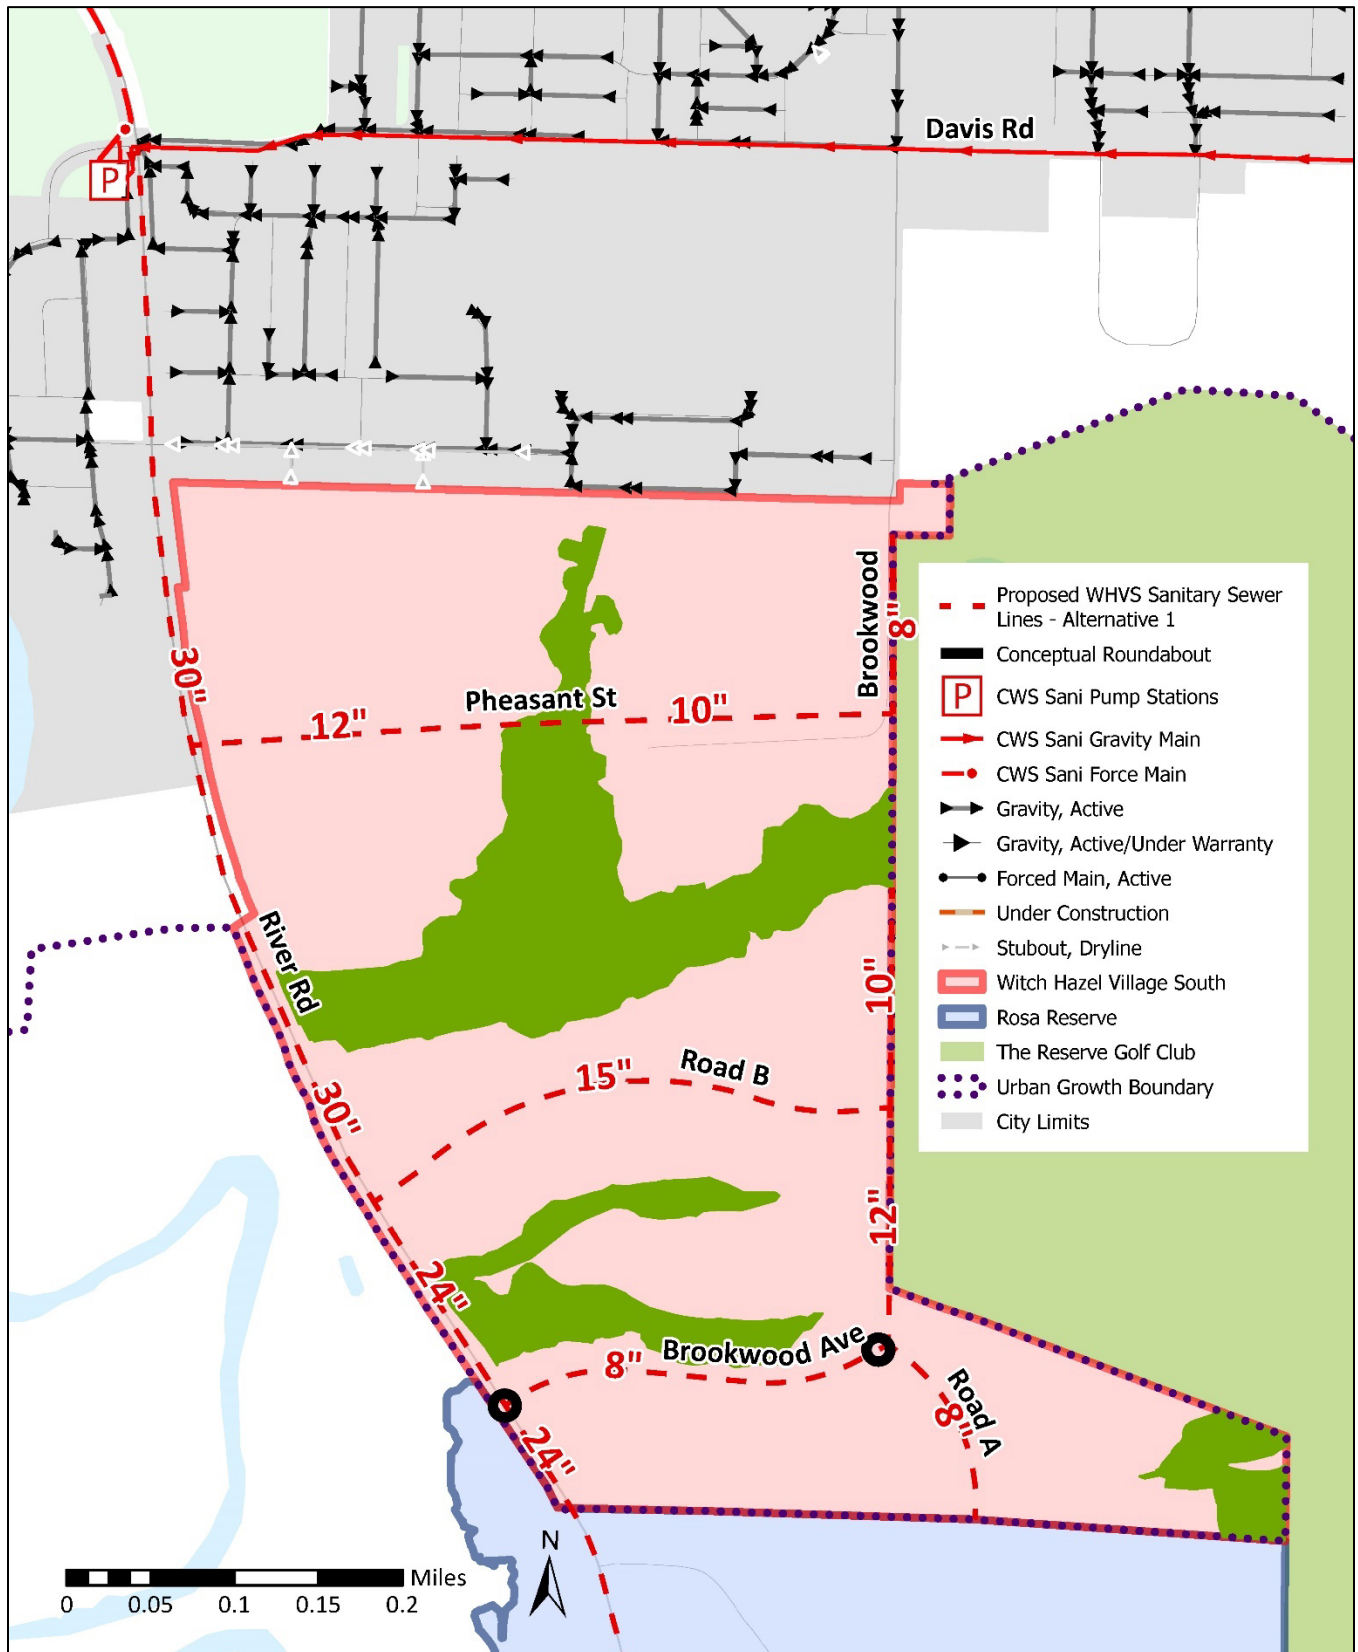 Davis Rd
P
Brookwood
8"
30"
Pheasant St
12"
10"
Proposed WHVS Sanitary Sewer
Lines - Alternative 1
Conceptual Roundabout
P
CWS Sani Pump Stations
CWS Sani Gravity Main
CWS Sani Force Main
Gravity, Active
Gravity, Active/Under Warranty
Forced Main, Active
Under Construction
Stubout, Dryline
Witch Hazel Village South
Rosa Reserve
The Reserve Golf Club
Urban Growth Boundary
City Limits
River Rd
10"
Road B
15"
30"
12"
24"
Brookwood Ave
8"
Road A
8"
24"
N
Miles
0 0.05 0.1 0.15 0.2